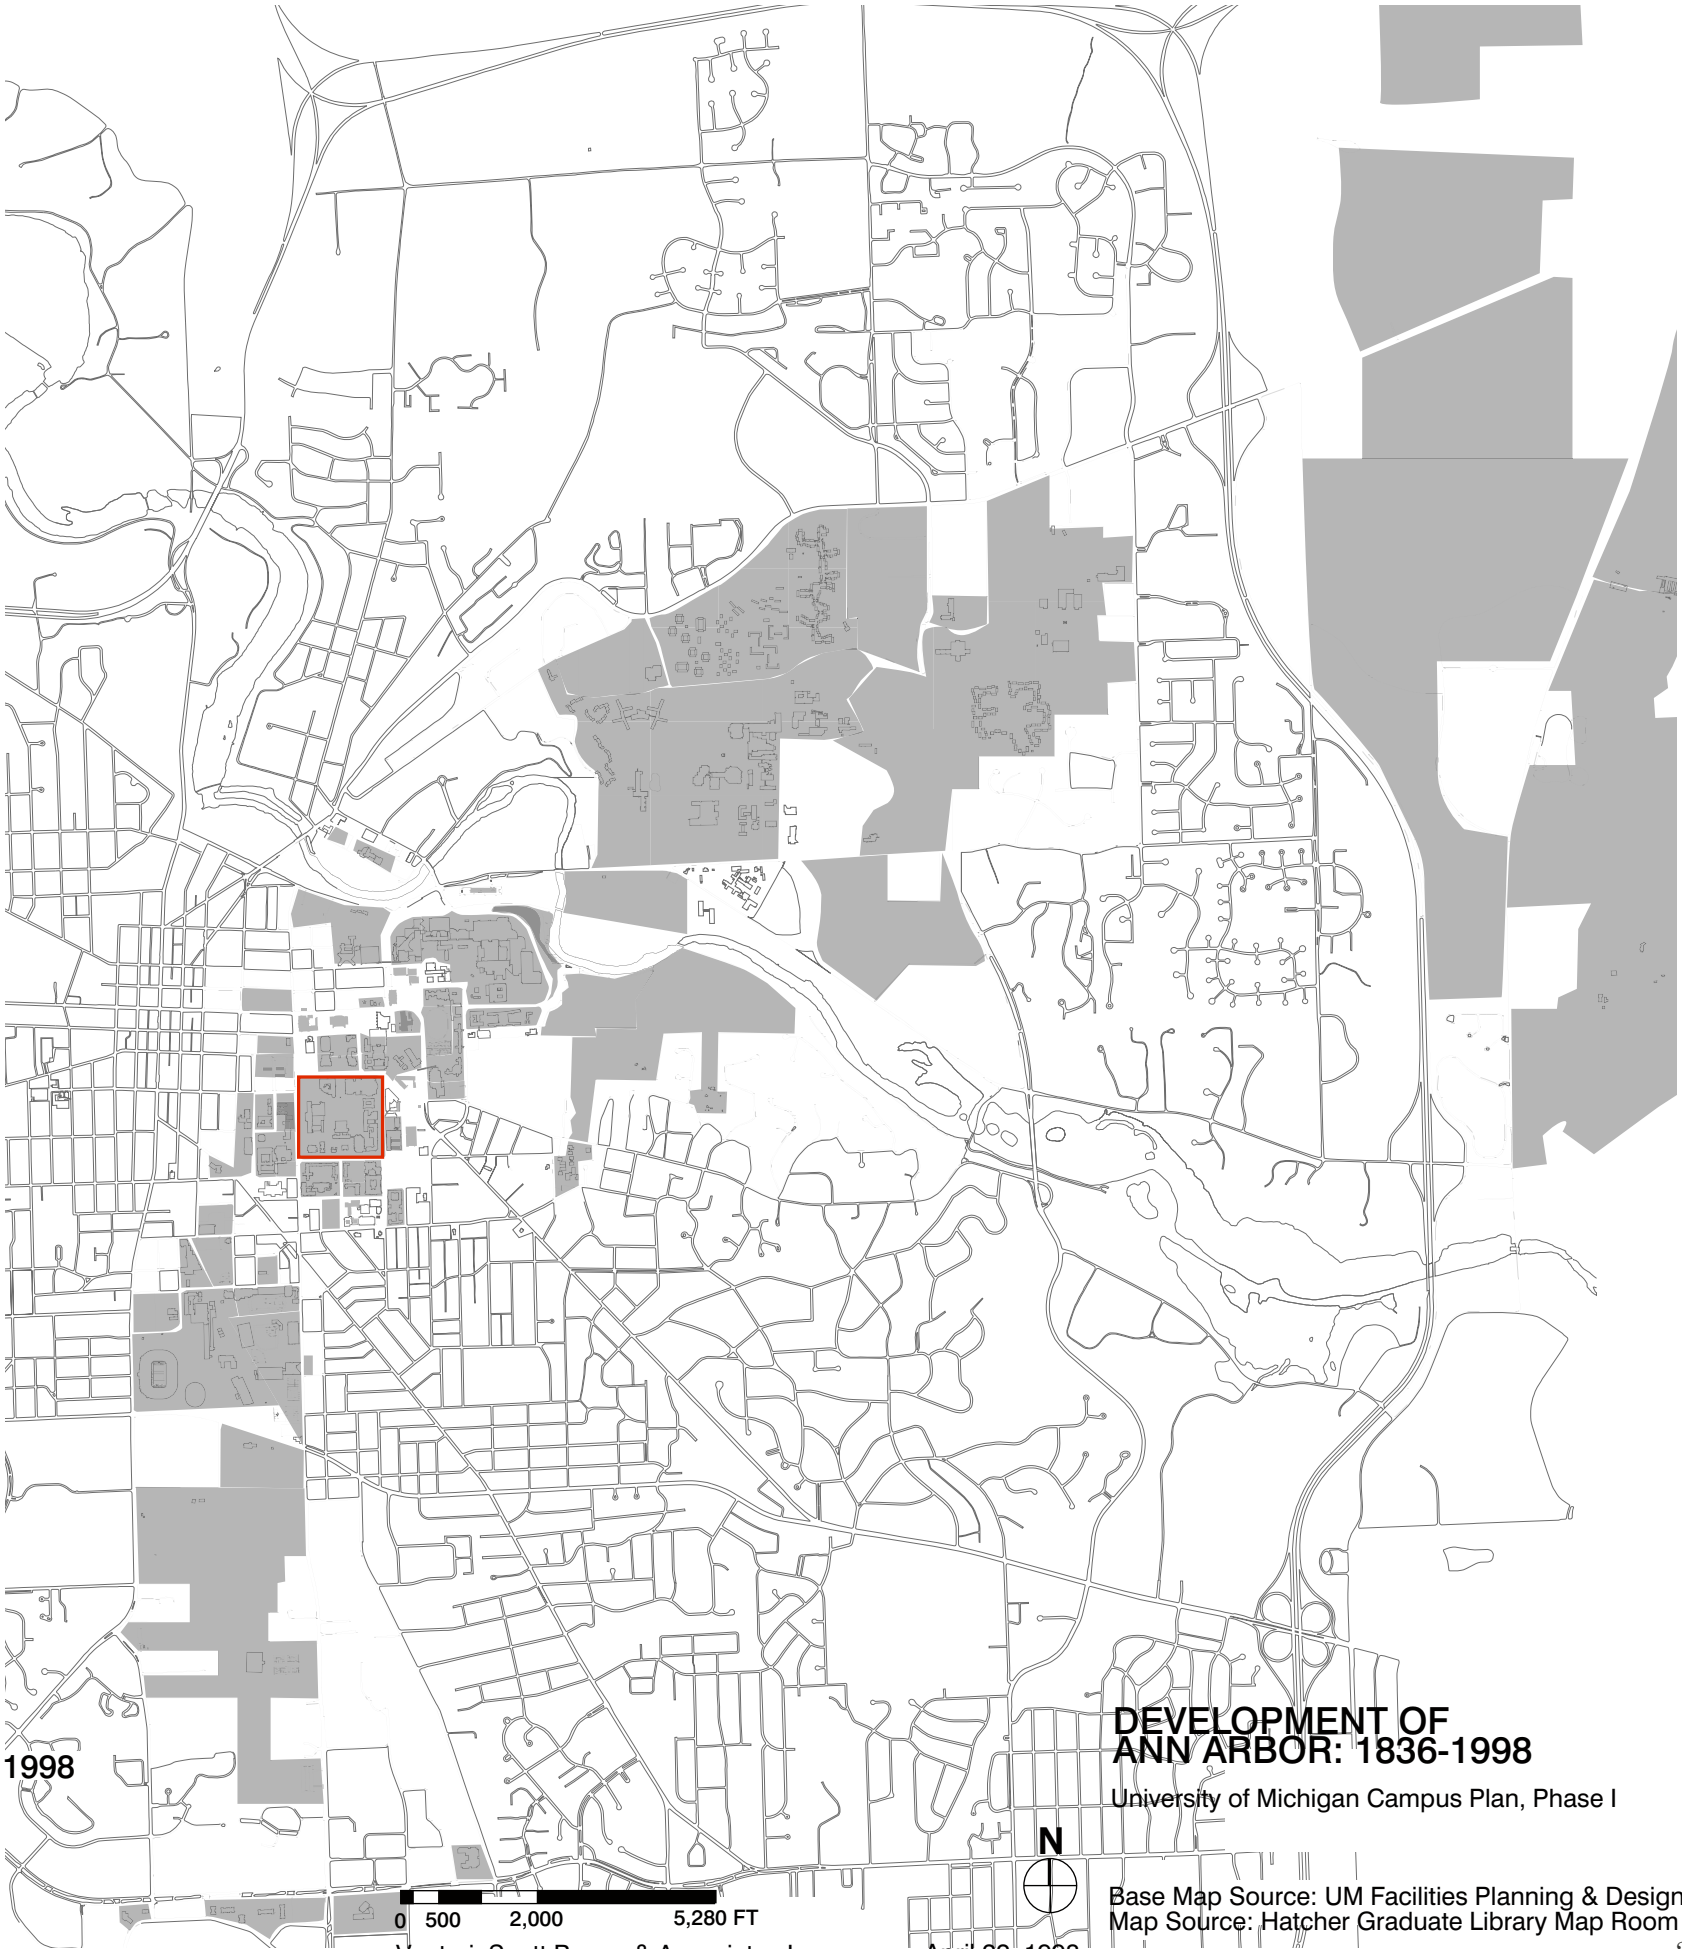 DEVELOPMENT OF
ANN ARBOR: 1836-1998
1998
University of Michigan Campus Plan, Phase I
N
Base Map Source: UM Facilities Planning & Design
Map Source: Hatcher Graduate Library Map Room
0 500 2,000 5,280 FT